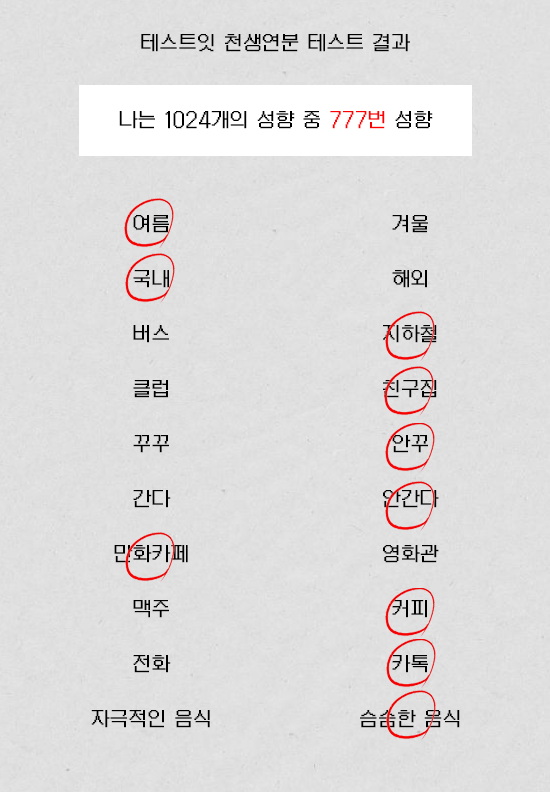 테스트잇 천생연분 테스트 결과
나는 1024개의 성향 중 777번 성향
여름 겨울
국내 해외
버스 지하철
클럽 친구집
꾸꾸 안꾸
간다 안간다
만화카페 영화관
맥주 커피
전화 카톡
자극적인 음식 슴슴한 음식